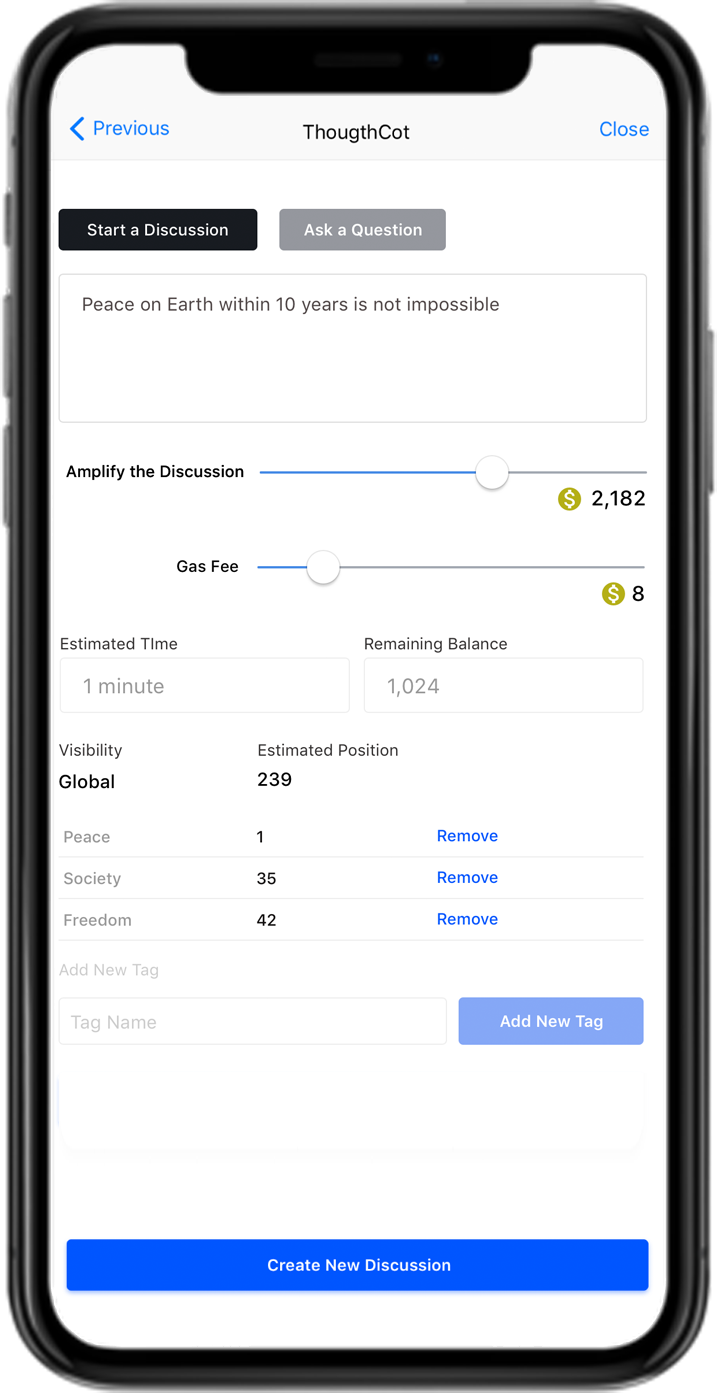 Previous
ThougthCot
Close
Start a Discussion
Ask a Question
Peace on Earth within 10 years is not impossible
Amplify the Discussion
$ 2,182
Gas Fee
$ 8
Estimated TIme
Remaining Balance
1 minute
1,024
Visibility
Estimated Position
Global
239
Peace 1 Remove
Society 35 Remove
Freedom 42 Remove
Add New Tag
Tag Name
Add New Tag
Create New Discussion